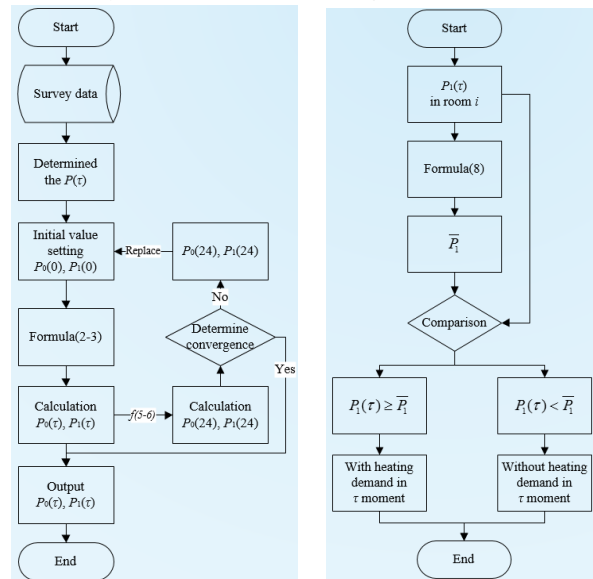 Start
Survey data
Determined
the P(τ)
Initial value
setting
P₀(0), P₁(0)
Replace
P₀(24), P₁(24)
No
Determine
convergence
Yes
Formula(2-3)
Calculation
P₀(τ), P₁(τ)
f(5-6)
Calculation
P₀(24), P₁(24)
Output
P₀(τ), P₁(τ)
End
Start
P₁(τ)
in room i
Formula(8)
P̅₁
Comparison
P₁(τ) ≥ P̅₁
P₁(τ) < P̅₁
With heating
demand in
τ moment
Without heating
demand in
τ moment
End